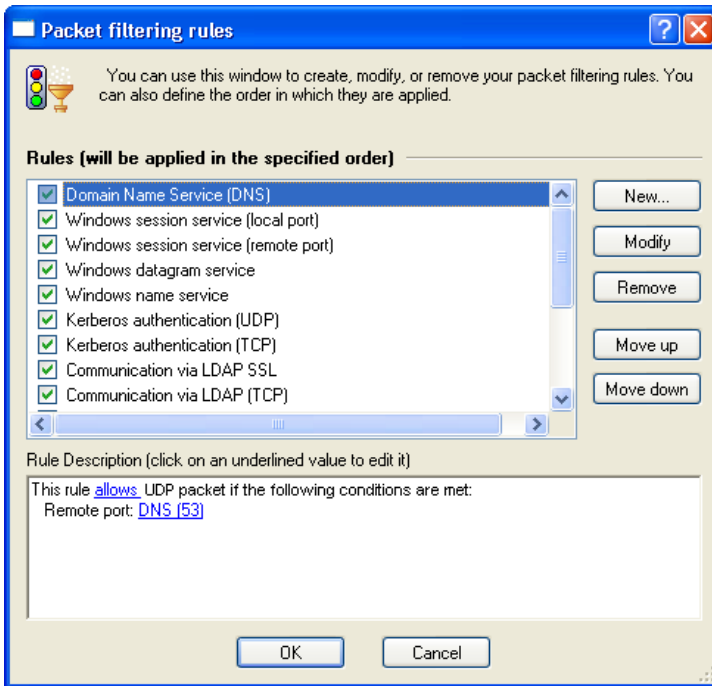 Packet filtering rules
You can use this window to create, modify, or remove your packet filtering rules. You
can also define the order in which they are applied.
Rules (will be applied in the specified order)
Domain Name Service (DNS)
Windows session service (local port)
Windows session service (remote port)
Windows datagram service
Windows name service
Kerberos authentication (UDP)
Kerberos authentication (TCP)
Communication via LDAP SSL
Communication via LDAP (TCP)
New...
Modify
Remove
Move up
Move down
Rule Description (click on an underlined value to edit it)
This rule allows UDP packet if the following conditions are met:
Remote port: DNS (53)
OK
Cancel